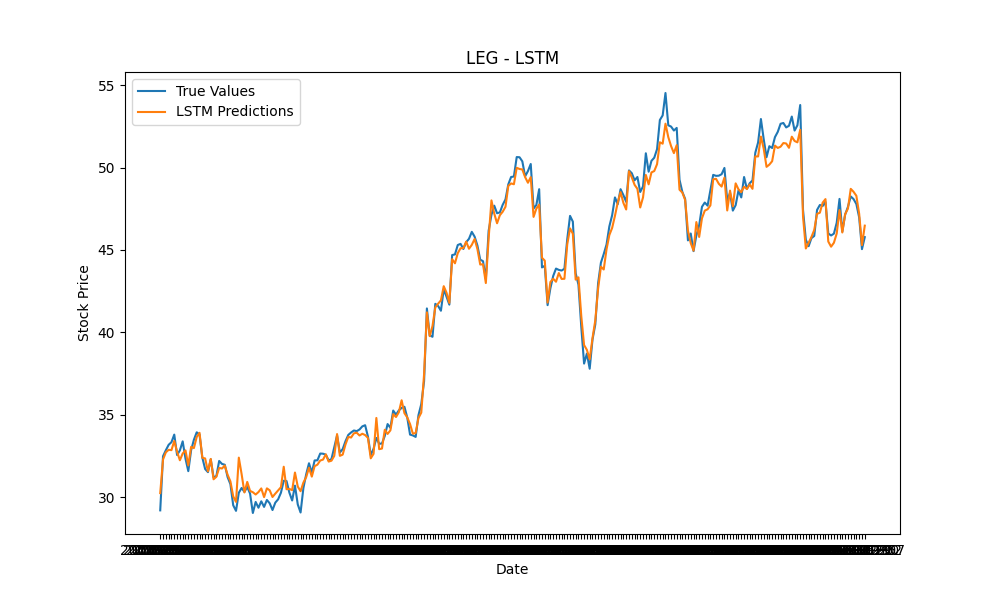 LEG - LSTM
True Values
LSTM Predictions
Stock Price
55
50
45
40
35
30
Date